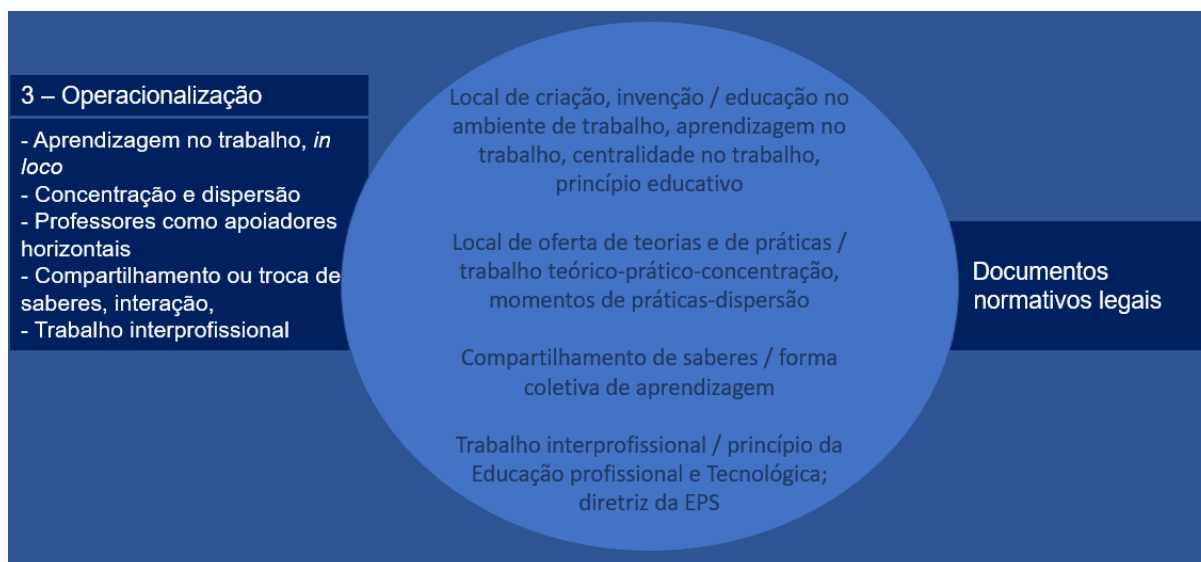 3 – Operacionalização
- Aprendizagem no trabalho, in
loco
- Concentração e dispersão
- Professores como apoiadores
horizontais
- Compartilhamento ou troca de
saberes, interação,
- Trabalho interprofissional
Local de criação, invenção / educação no
ambiente de trabalho, aprendizagem no
trabalho, centralidade no trabalho,
princípio educativo
Local de oferta de teorias e de práticas /
trabalho teórico-prático-concentração,
momentos de práticas-dispersão
Compartilhamento de saberes / forma
coletiva de aprendizagem
Trabalho interprofissional / princípio da
Educação profissional e Tecnológica;
diretriz da EPS
Documentos
normativos legais